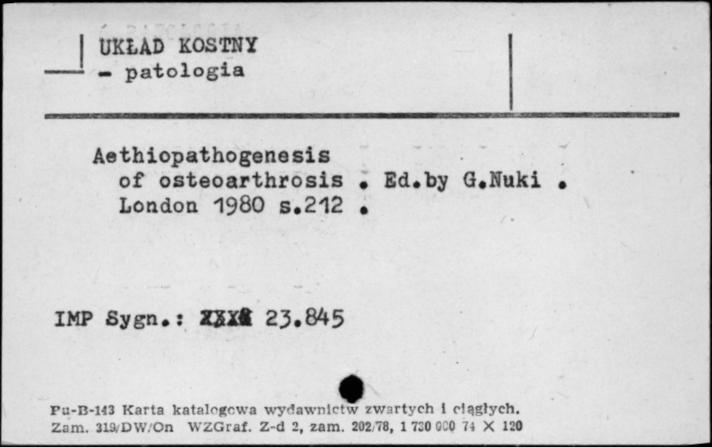 UKŁAD KOSTNY
- patologia
Aethiopathogenesis
of osteoarthrosis . Ed.by G.Nuki .
London 1980 s.212 .
IMP Sygn.: 23.845
Pu-B-143 Karta katalogowa wydawnictw zwartych i ciągłych.
Zam. 319/DW/On WZGraf. Z-d 2, zam. 202/78, 1 730 000 74 X 120